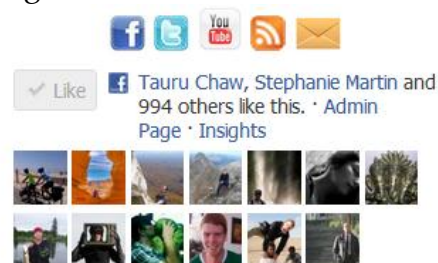 You
Tube
Like
Tauru Chaw, Stephanie Martin and
994 others like this. · Admin
Page · Insights